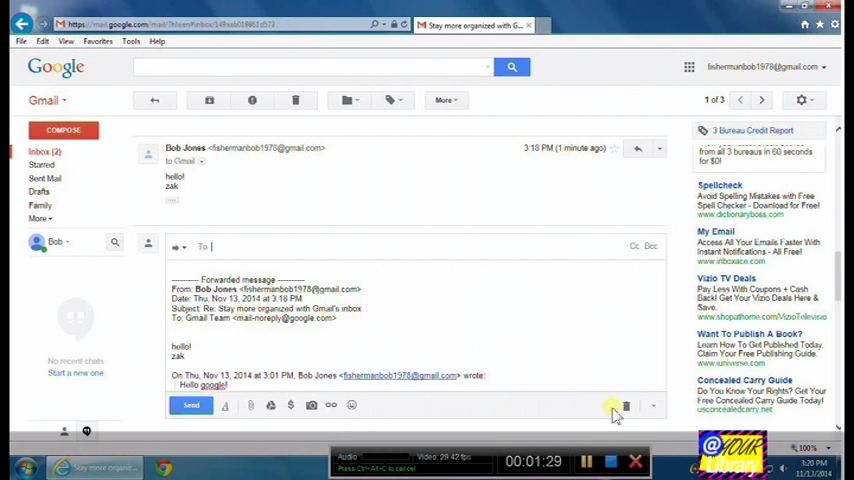 https://mail.google.com/mail/?hl=en#inbox/149eab018661d573
Stay more organized with G...
File Edit View Favorites Tools Help
Google
fishermanbob1978@gmail.com
Gmail
More
1 of 3
COMPOSE
Inbox (2)
Starred
Sent Mail
Drafts
Family
More
Bob
No recent chats
Start a new one
Bob Jones <fishermanbob1978@gmail.com>
3:18 PM (1 minute ago)
to Gmail
hello!
zak
...
To
Cc Bcc
---------- Forwarded message ----------
From: Bob Jones <fishermanbob1978@gmail.com>
Date: Thu, Nov 13, 2014 at 3:18 PM
Subject: Re: Stay more organized with Gmail's inbox
To: Gmail Team <mail-noreply@google.com>
hello!
zak
On Thu, Nov 13, 2014 at 3:01 PM, Bob Jones <fishermanbob1978@gmail.com> wrote:
Hello google!
Send
3 Bureau Credit Report
from all 3 bureaus in 60 seconds
for $0!
Spellcheck
Avoid Spelling Mistakes with Free
Spell Checker - Download for Free!
www.dictionaryboss.com
My Email
Access All Your Emails Faster With
Instant Notifications - All Free!
www.inboxace.com
Vizio TV Deals
Pay Less With Coupons + Cash
Back! Get Your Vizio Deals Here &
Save.
www.shopathome.com/VizioTelevisio
Want To Publish A Book?
Learn How To Get Published Today.
Claim Your Free Publishing Guide.
www.iuniverse.com
Concealed Carry Guide
Do You Know Your Rights? Get Your
Free Concealed Carry Guide Today.
usconcealedcarry.net
100%
Stay more organiz...
Audio
Video: 29.42 fps
Press Ctrl+Alt+C to cancel
00:01:29
@YOUR
Library
3:20 PM
11/13/2014